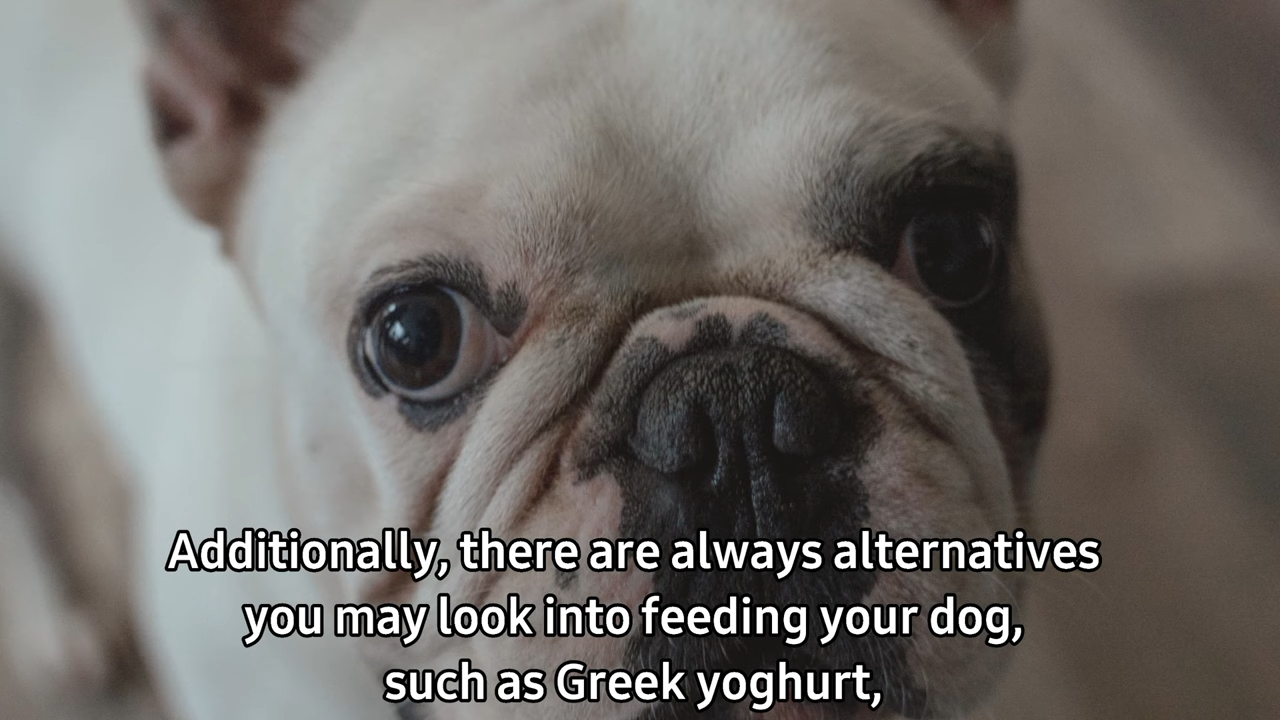 Additionally, there are always alternatives
you may look into feeding your dog,
such as Greek yoghurt,